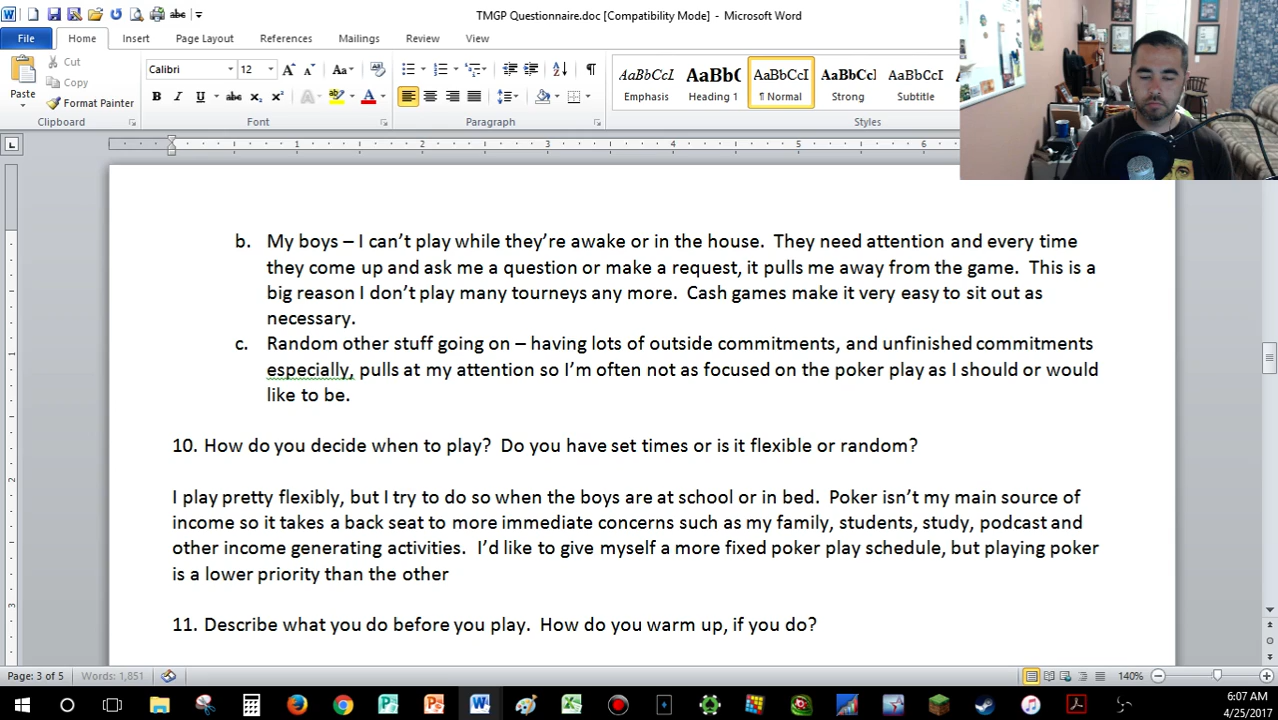 TMGP Questionnaire.doc [Compatibility Mode] - Microsoft Word
File Home Insert Page Layout References Mailings Review View
Cut
Copy
Paste Format Painter
Clipboard
Calibri 12
Font
Paragraph
AaBbCcI AaBb( AaBbCcI AaBbCcI AaBbCcI
Emphasis Heading 1 ¶ Normal Strong Subtitle
Styles
1 2 3 4 5 6
b. My boys – I can't play while they're awake or in the house. They need attention and every time
they come up and ask me a question or make a request, it pulls me away from the game. This is a
big reason I don't play many tourneys any more. Cash games make it very easy to sit out as
necessary.
c. Random other stuff going on – having lots of outside commitments, and unfinished commitments
especially, pulls at my attention so I'm often not as focused on the poker play as I should or would
like to be.
10. How do you decide when to play? Do you have set times or is it flexible or random?
I play pretty flexibly, but I try to do so when the boys are at school or in bed. Poker isn't my main source of
income so it takes a back seat to more immediate concerns such as my family, students, study, podcast and
other income generating activities. I'd like to give myself a more fixed poker play schedule, but playing poker
is a lower priority than the other
11. Describe what you do before you play. How do you warm up, if you do?
Page: 3 of 5 Words: 1,851 140%
6:07 AM
4/25/2017